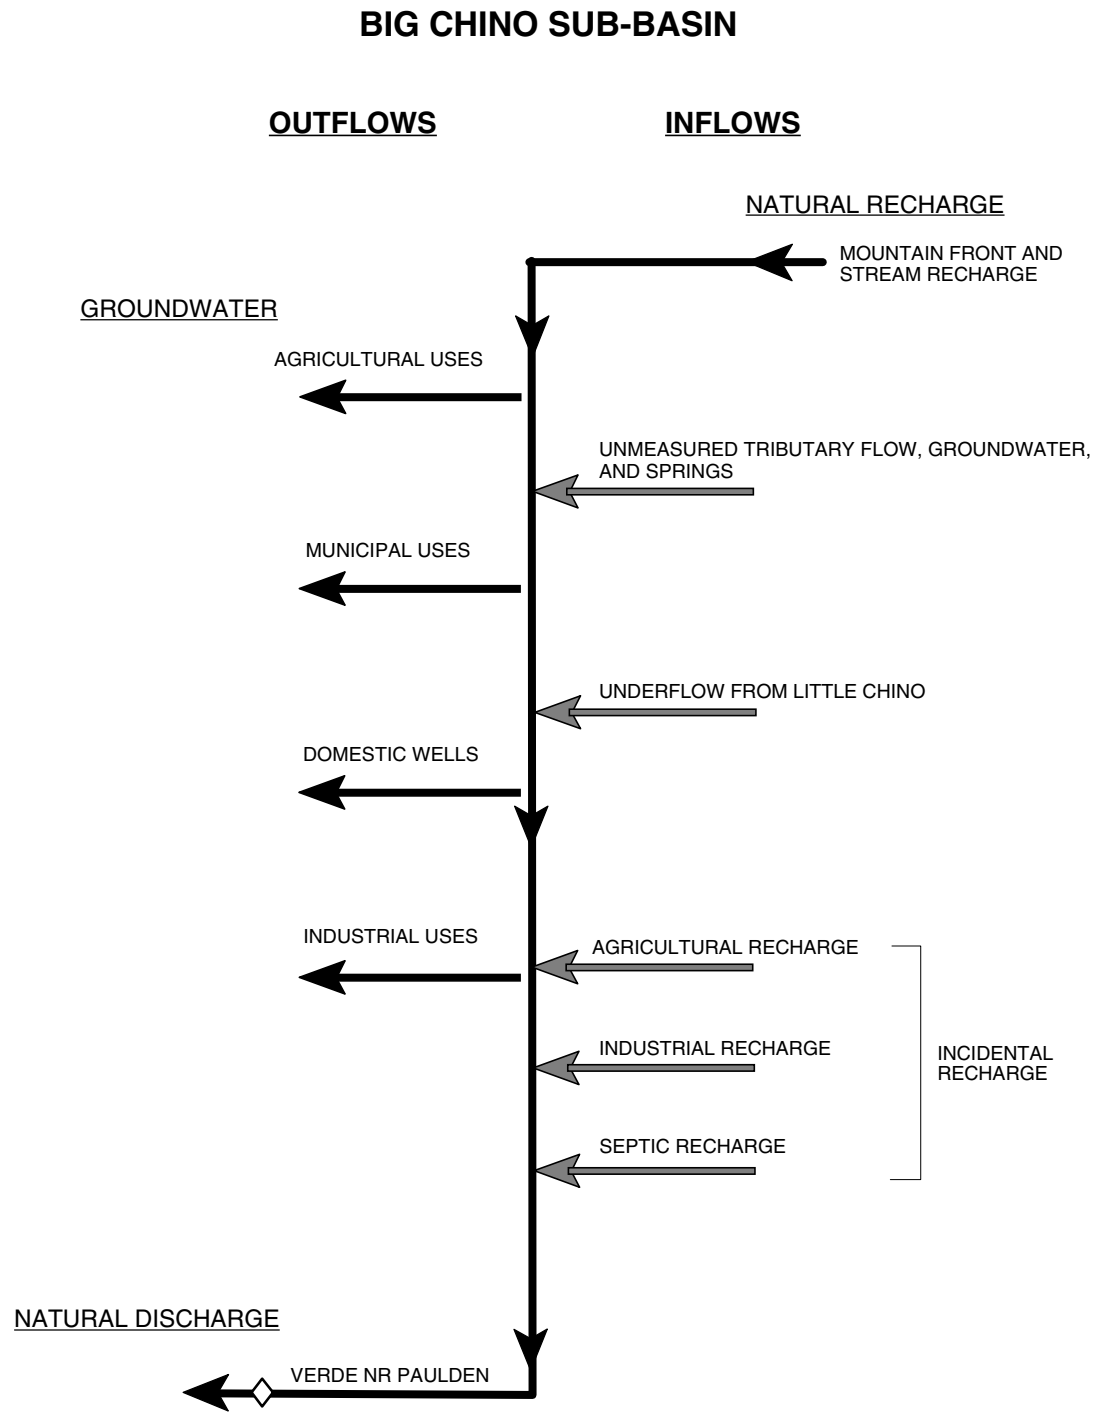 BIG CHINO SUB-BASIN
OUTFLOWS
INFLOWS
NATURAL RECHARGE
MOUNTAIN FRONT AND
STREAM RECHARGE
GROUNDWATER
AGRICULTURAL USES
UNMEASURED TRIBUTARY FLOW, GROUNDWATER,
AND SPRINGS
MUNICIPAL USES
UNDERFLOW FROM LITTLE CHINO
DOMESTIC WELLS
INDUSTRIAL USES
AGRICULTURAL RECHARGE
INDUSTRIAL RECHARGE
INCIDENTAL
RECHARGE
SEPTIC RECHARGE
NATURAL DISCHARGE
VERDE NR PAULDEN